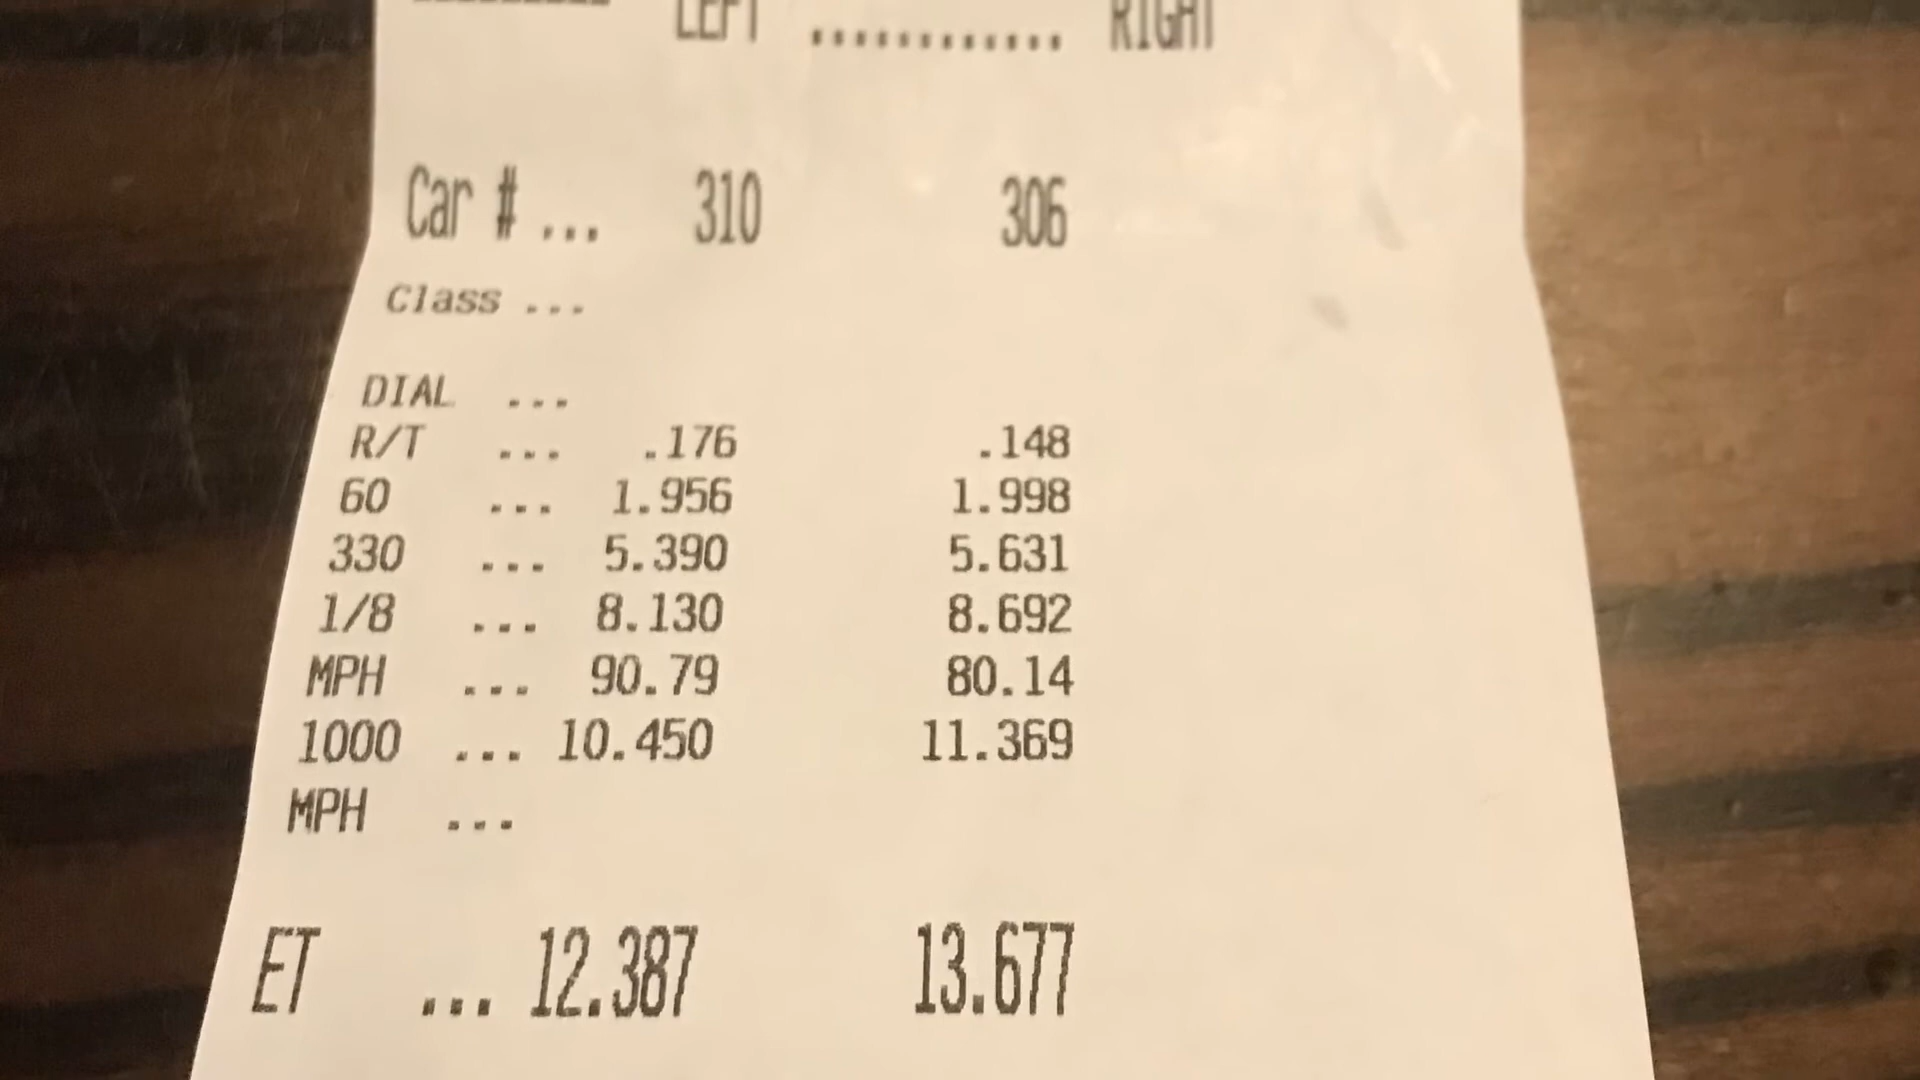 LEFT ............ RIGHT
Car # ... 310 306
Class ...
DIAL ...
R/T ... .176 .148
60 ... 1.956 1.998
330 ... 5.390 5.631
1/8 ... 8.130 8.692
MPH ... 90.79 80.14
1000 ... 10.450 11.369
MPH ...
ET ... 12.387 13.677